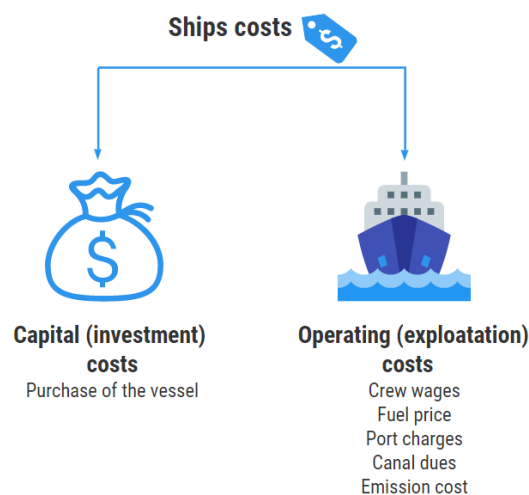 Ships costs
$
$
Capital (investment)
costs
Purchase of the vessel
Operating (exploatation)
costs
Crew wages
Fuel price
Port charges
Canal dues
Emission cost